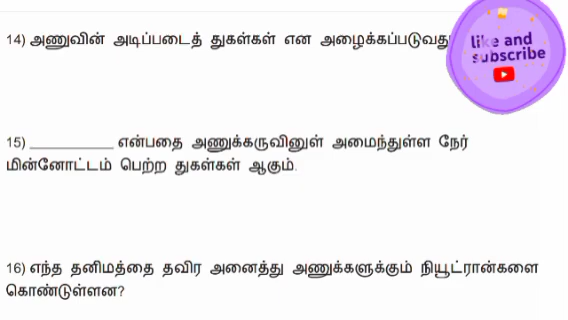 14) அணுவின் அடிப்படைத் துகள்கள் என அழைக்கப்படுவது
like and
subscribe
15) __________ என்பதை அணுக்கருவினுள் அமைந்துள்ள நேர்
மின்னோட்டம் பெற்ற துகள்கள் ஆகும்.
16) எந்த தனிமத்தை தவிர அனைத்து அணுக்களுக்கும் நியூட்ரான்களை
கொண்டுள்ளன?